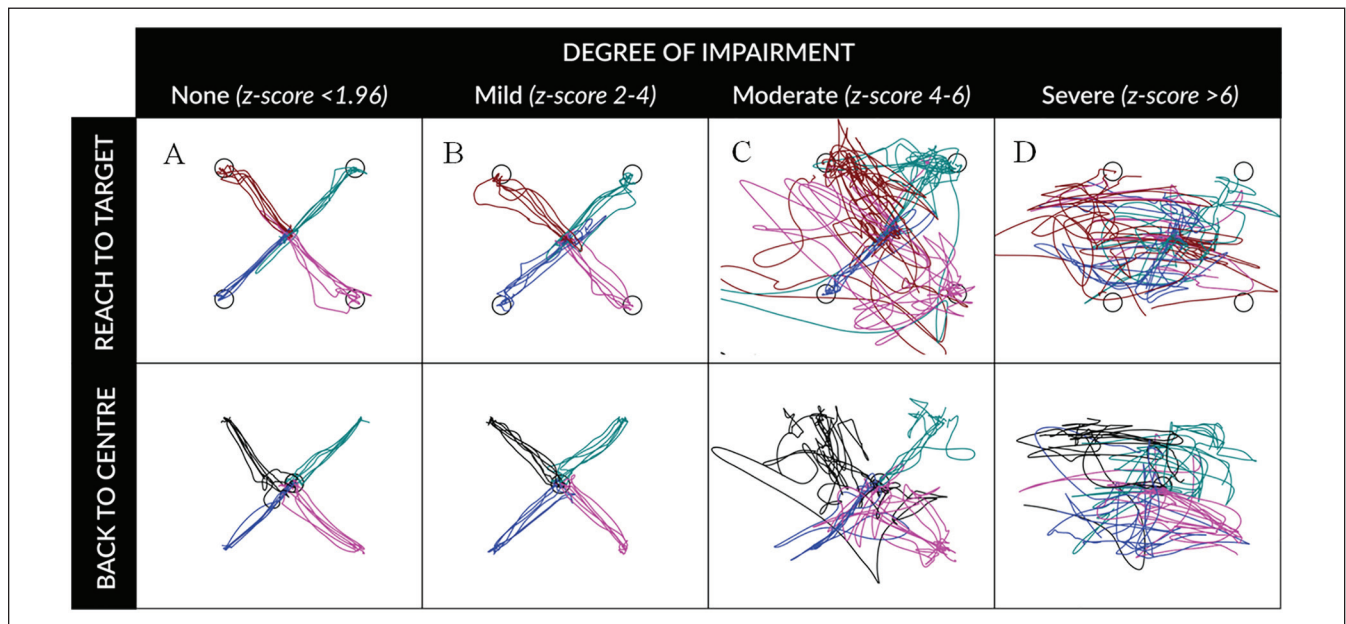 DEGREE OF IMPAIRMENT
None (z-score <1.96)
Mild (z-score 2-4)
Moderate (z-score 4-6)
Severe (z-score >6)
REACH TO TARGET
A
B
C
D
BACK TO CENTRE